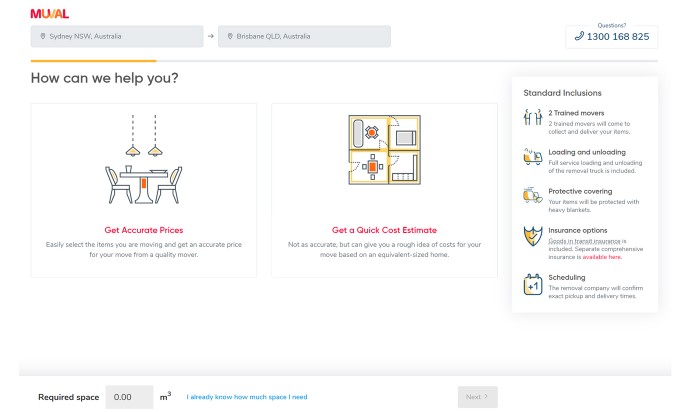 MUVAL
Sydney NSW, Australia
Brisbane QLD, Australia
Questions?
1300 168 825
How can we help you?
Get Accurate Prices
Easily select the items you are moving and get an accurate price
for your move from a quality mover.
Get a Quick Cost Estimate
Not as accurate, but can give you a rough idea of costs for your
move based on an equivalent-sized home.
Standard Inclusions
2 Trained movers
2 trained movers will come to
collect and deliver your items.
Loading and unloading
Full service loading and unloading
of the removal truck is included.
Protective covering
Your items will be protected with
heavy blankets.
Insurance options
Goods in transit insurance is
included. Separate comprehensive
insurance is available here.
+1
Scheduling
The removal company will confirm
exact pickup and delivery times.
Required space 0.00 m³ I already know how much space I need
Next